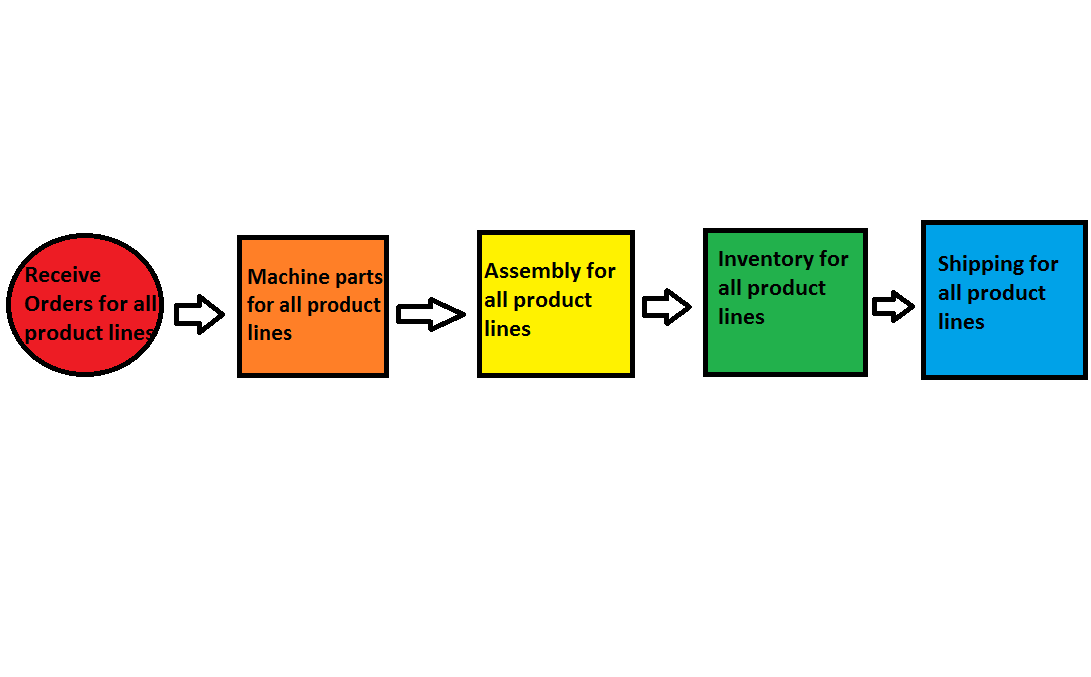 Receive
Orders for all
product lines
Machine parts
for all product
lines
Assembly for
all product
lines
Inventory for
all product
lines
Shipping for
all product
lines